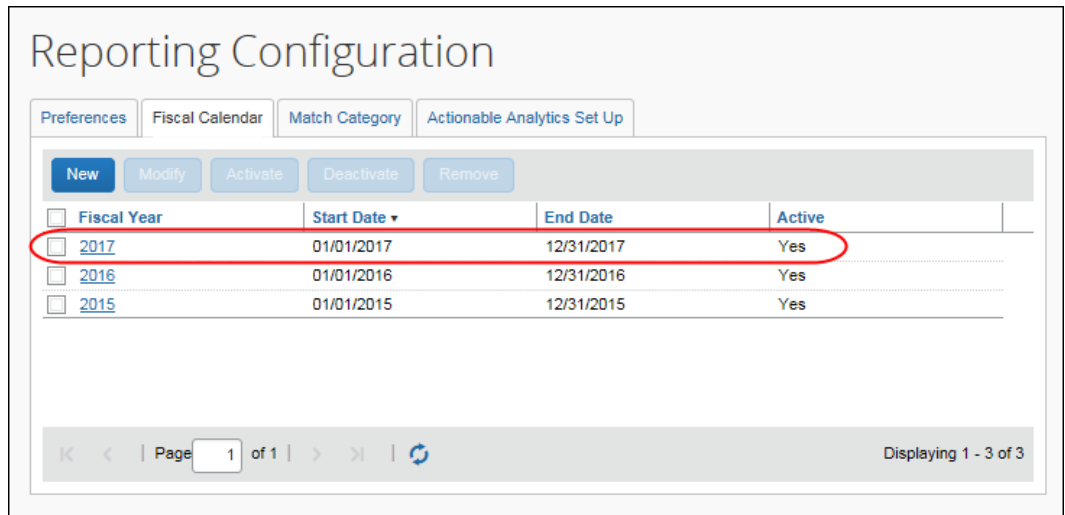 Reporting Configuration
Preferences Fiscal Calendar Match Category Actionable Analytics Set Up
New Modify Activate Deactivate Remove
Fiscal Year Start Date End Date Active
2017 01/01/2017 12/31/2017 Yes
2016 01/01/2016 12/31/2016 Yes
2015 01/01/2015 12/31/2015 Yes
Page 1 of 1 Displaying 1 - 3 of 3